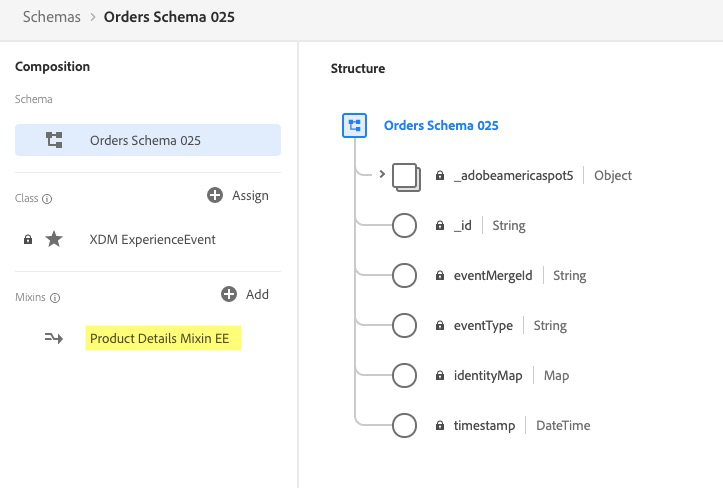 Schemas > Orders Schema 025
Composition
Schema
Orders Schema 025
Class
Assign
XDM ExperienceEvent
Mixins
Add
Product Details Mixin EE
Structure
Orders Schema 025
_adobeamericaspot5 Object
_id String
eventMergeId String
eventType String
identityMap Map
timestamp DateTime